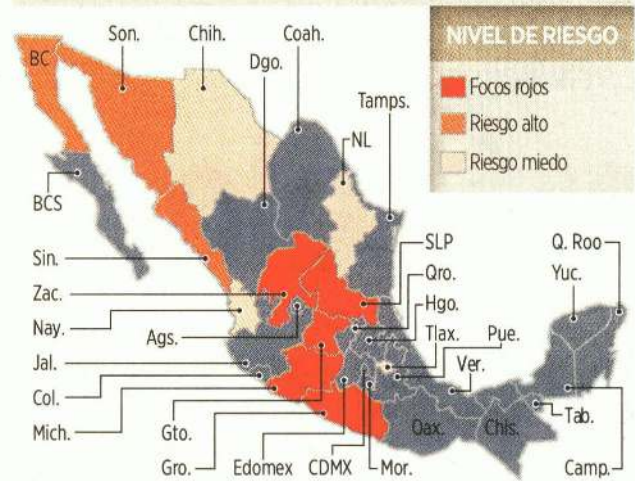 NIVEL DE RIESGO
Focos rojos
Riesgo alto
Riesgo miedo
BC
Son.
Chih.
Coah.
Dgo.
Tamps.
NL
BCS
SLP
Q. Roo
Sin.
Qro.
Yuc.
Zac.
Hgo.
Nay.
Ags.
Tlax.
Pue.
Jal.
Ver.
Col.
Mich.
Gto.
Oax.
Chis.
Tab.
Gro.
Edomex
CDMX
Mor.
Camp.